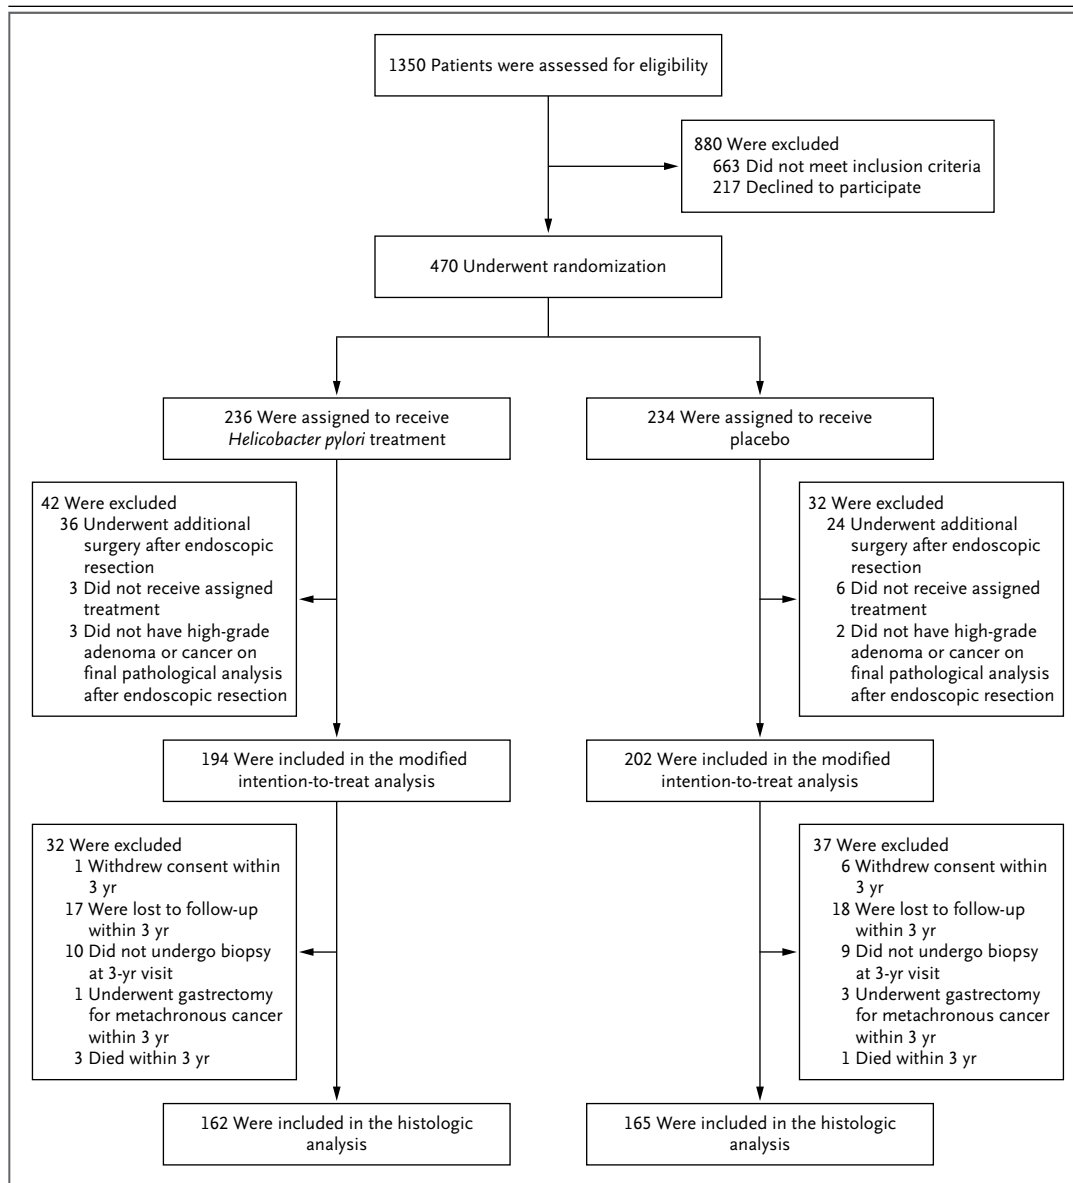 1350 Patients were assessed for eligibility
880 Were excluded
663 Did not meet inclusion criteria
217 Declined to participate
470 Underwent randomization
236 Were assigned to receive
Helicobacter pylori treatment
234 Were assigned to receive
placebo
42 Were excluded
36 Underwent additional
surgery after endoscopic
resection
3 Did not receive assigned
treatment
3 Did not have high-grade
adenoma or cancer on
final pathological analysis
after endoscopic resection
32 Were excluded
24 Underwent additional
surgery after endoscopic
resection
6 Did not receive assigned
treatment
2 Did not have high-grade
adenoma or cancer on
final pathological analysis
after endoscopic resection
194 Were included in the modified
intention-to-treat analysis
202 Were included in the modified
intention-to-treat analysis
32 Were excluded
1 Withdrew consent within
3 yr
17 Were lost to follow-up
within 3 yr
10 Did not undergo biopsy
at 3-yr visit
1 Underwent gastrectomy
for metachronous cancer
within 3 yr
3 Died within 3 yr
37 Were excluded
6 Withdrew consent within
3 yr
18 Were lost to follow-up
within 3 yr
9 Did not undergo biopsy
at 3-yr visit
3 Underwent gastrectomy
for metachronous cancer
within 3 yr
1 Died within 3 yr
162 Were included in the histologic
analysis
165 Were included in the histologic
analysis